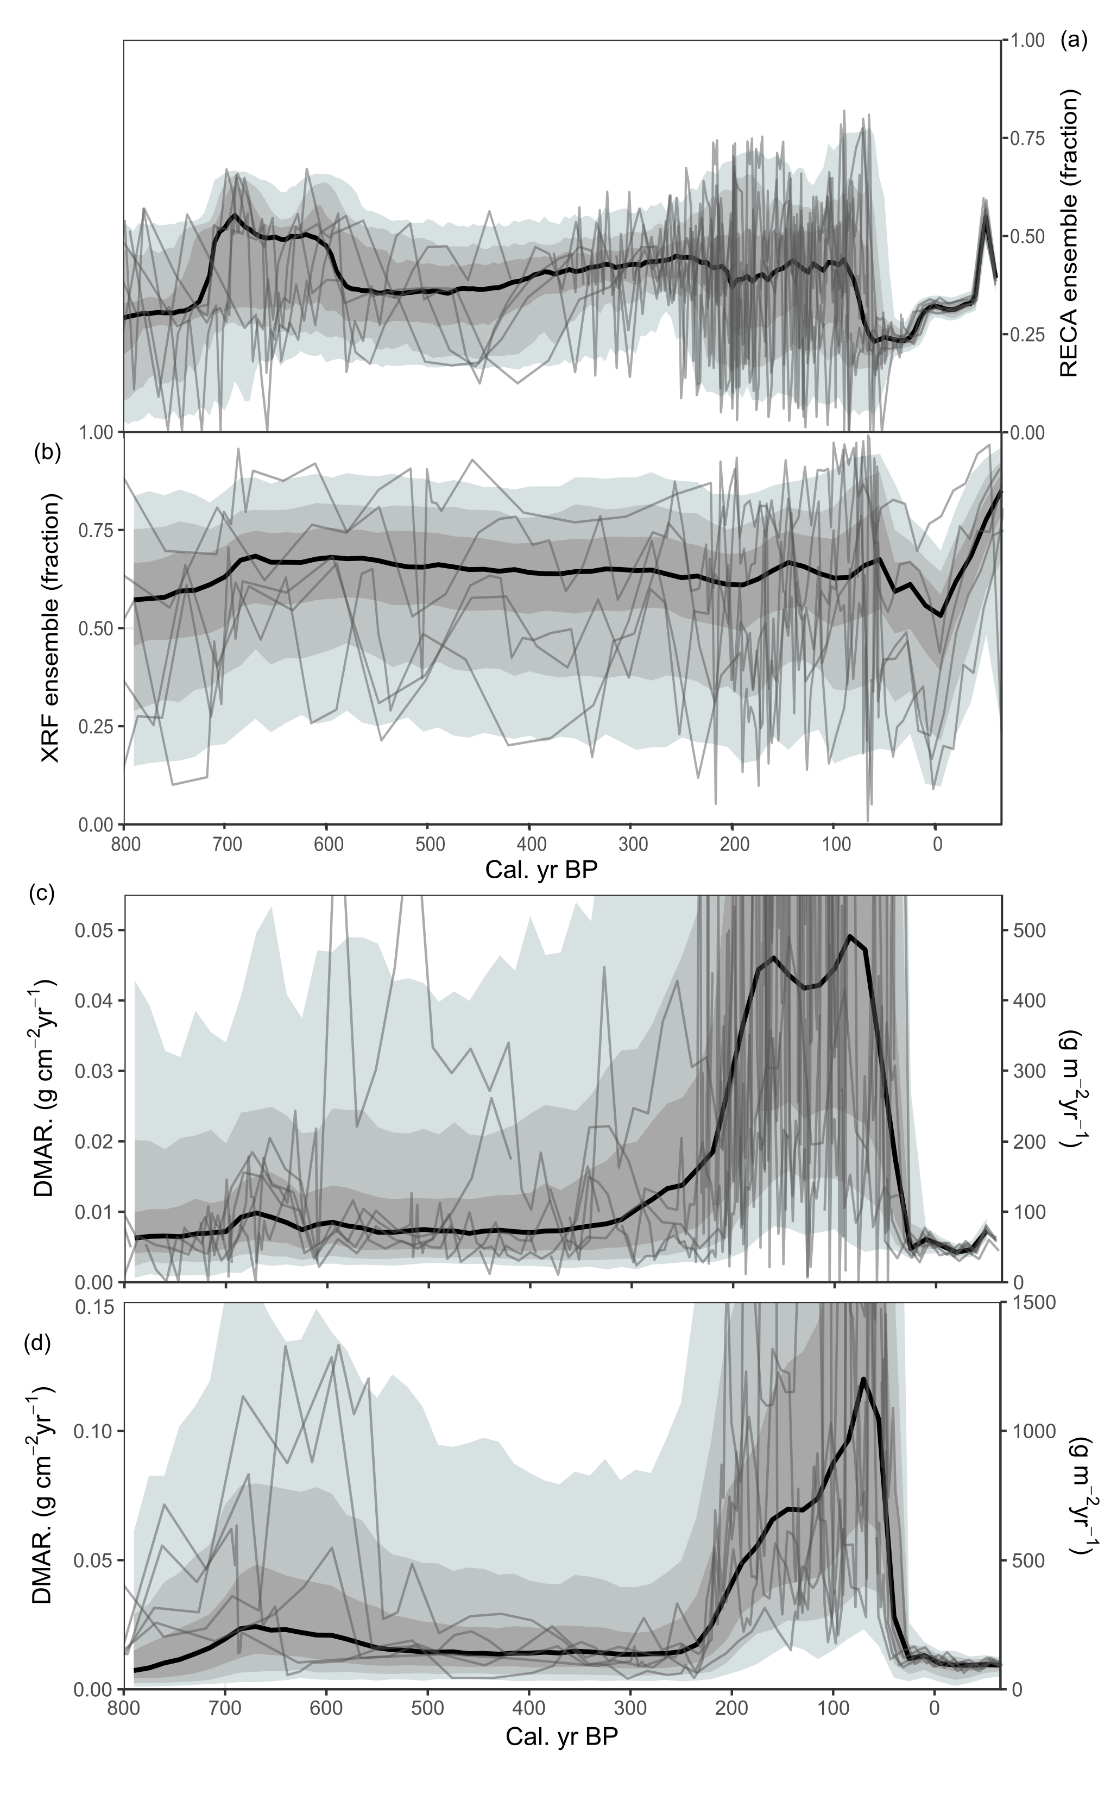 (a)
1.00
0.75
0.50
0.25
0.00
RECA ensemble (fraction)
(b)
1.00
0.75
0.50
0.25
0.00
XRF ensemble (fraction)
800 700 600 500 400 300 200 100 0
Cal. yr BP
(c)
0.05
0.04
0.03
0.02
0.01
0.00
DMAR. (g cm⁻²yr⁻¹)
500
400
300
200
100
0
(g m⁻²yr⁻¹)
(d)
0.15
0.10
0.05
0.00
DMAR. (g cm⁻²yr⁻¹)
1500
1000
500
0
(g m⁻²yr⁻¹)
800 700 600 500 400 300 200 100 0
Cal. yr BP